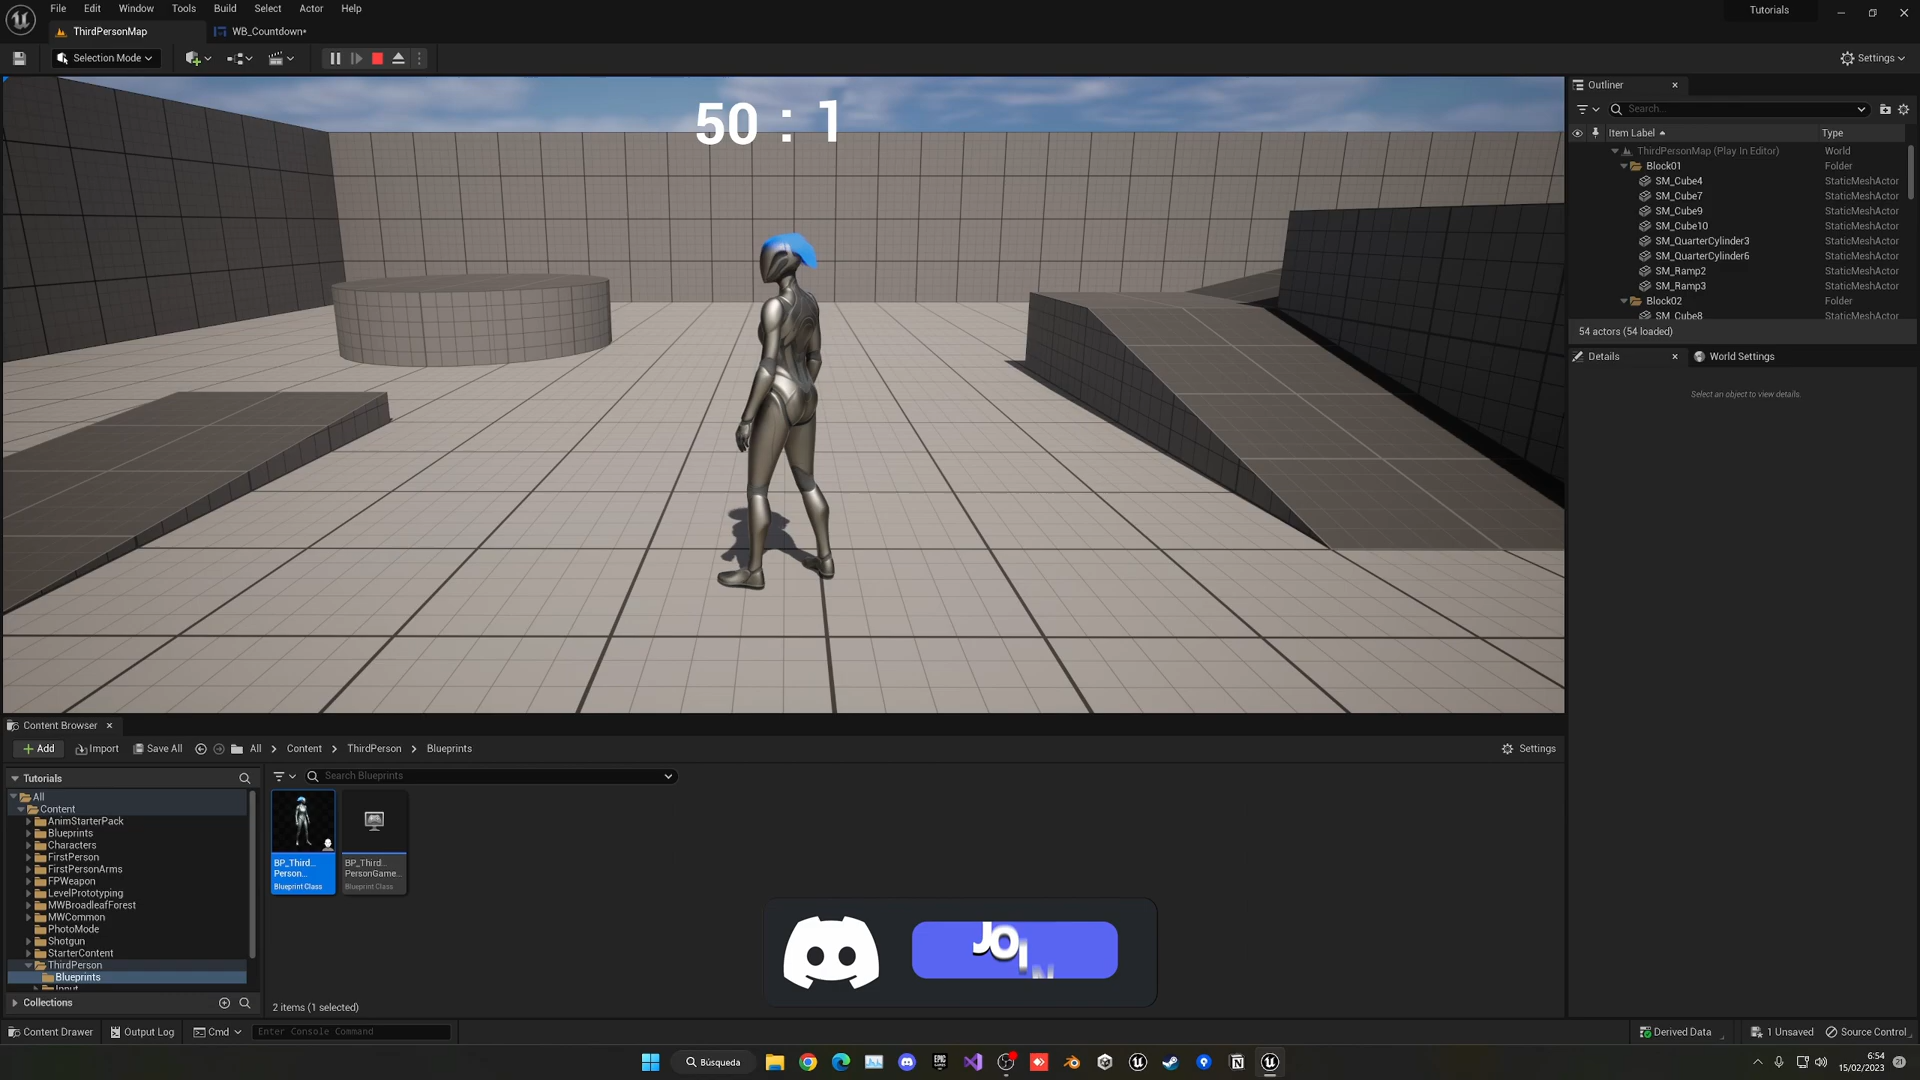 File Edit Window Tools Build Select Actor Help
Tutorials
ThirdPersonMap
WB_Countdown*
Selection Mode
Settings
50 : 1
Outliner
Search...
Item Label
Type
ThirdPersonMap (Play In Editor) World
Block01 Folder
SM_Cube4 StaticMeshActor
SM_Cube7 StaticMeshActor
SM_Cube9 StaticMeshActor
SM_Cube10 StaticMeshActor
SM_QuarterCylinder3 StaticMeshActor
SM_QuarterCylinder6 StaticMeshActor
SM_Ramp2 StaticMeshActor
SM_Ramp3 StaticMeshActor
Block02 Folder
SM_Cube8 StaticMeshActor
54 actors (54 loaded)
Details
World Settings
Select an object to view details.
Content Browser
Add Import Save All All Content ThirdPerson Blueprints
Settings
Tutorials
Search Blueprints
All
Content
AnimStarterPack
Blueprints
Characters
FirstPerson
FirstPersonArms
FPWeapon
LevelPrototyping
MWBroadleafForest
MWCommon
PhotoMode
Shotgun
StarterContent
ThirdPerson
Blueprints
Input
Collections
BP_Third...
Person...
Blueprint Class
BP_Third...
PersonGame...
Blueprint Class
JOIN
2 items (1 selected)
Content Drawer
Output Log
Cmd
Enter Console Command
Derived Data
1 Unsaved
Source Control
Búsqueda
6:54
15/02/2023
21